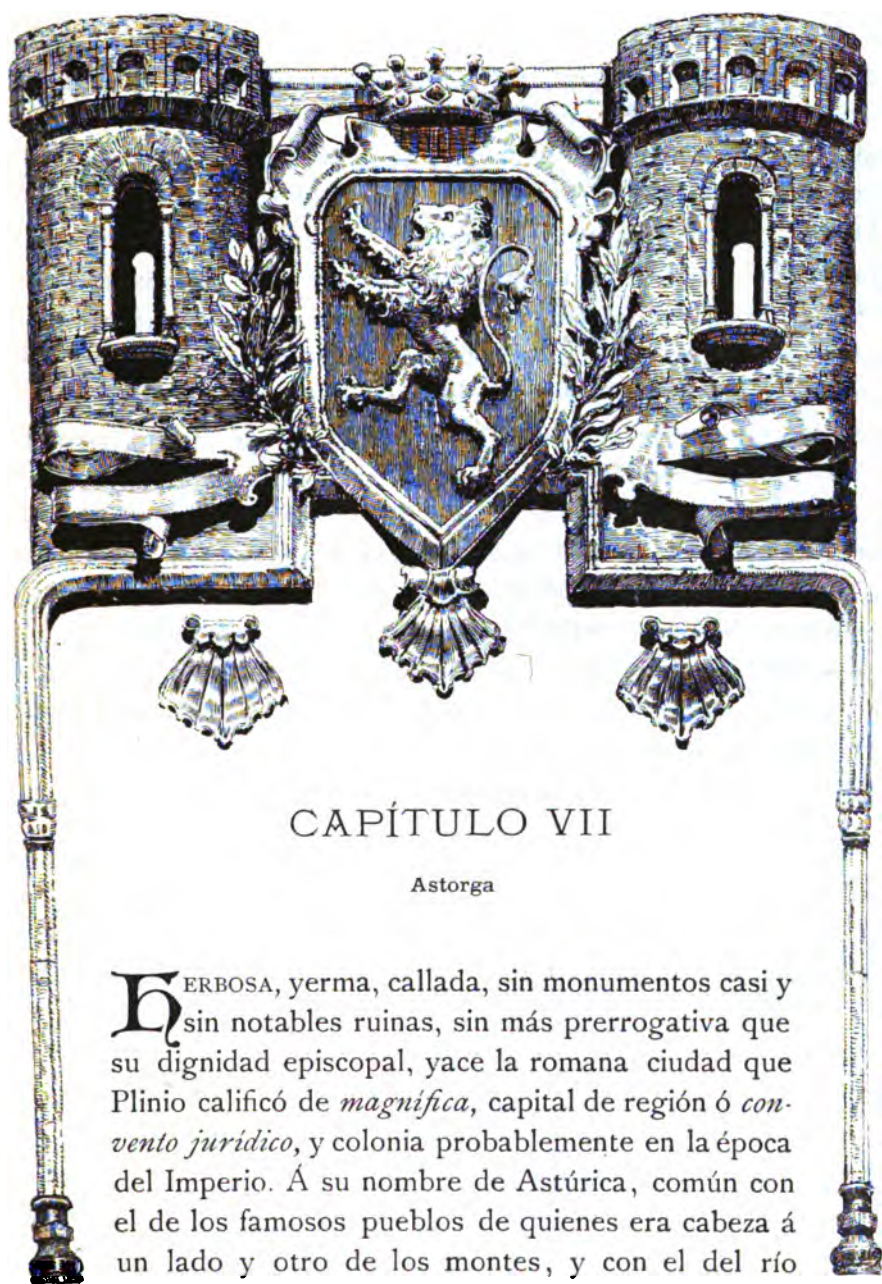 CAPÍTULO VII
Astorga
HERBOSA, yerma, callada, sin monumentos casi y
sin notables ruinas, sin más prerrogativa que
su dignidad episcopal, yace la romana ciudad que
Plinio calificó de magnífica, capital de región ó con-
vento jurídico, y colonia probablemente en la época
del Imperio. Á su nombre de Astúrica, común con
el de los famosos pueblos de quienes era cabeza á
un lado y otro de los montes, y con el del río